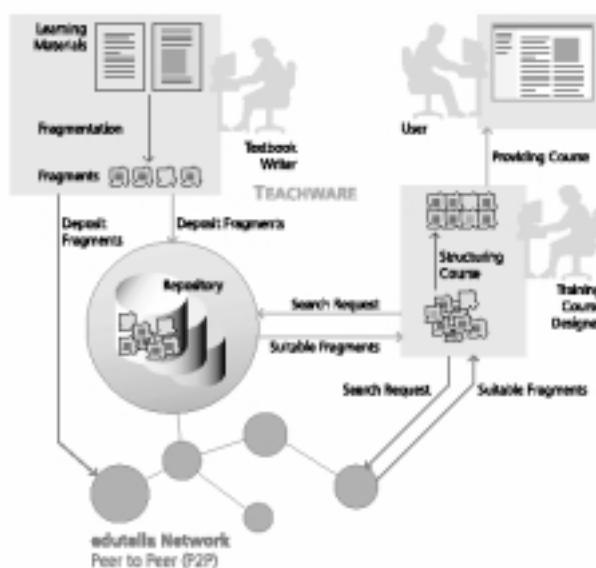 Learning
Materials
Fragmentation
Textbook
Writer
Fragments
User
Providing Course
TEACHWARE
Deposit
Fragments
Deposit Fragments
Structuring
Course
Training
Course
Designer
Repository
Search Request
Suitable Fragments
Search Request
Suitable Fragments
edutella Network
Peer to Peer (P2P)